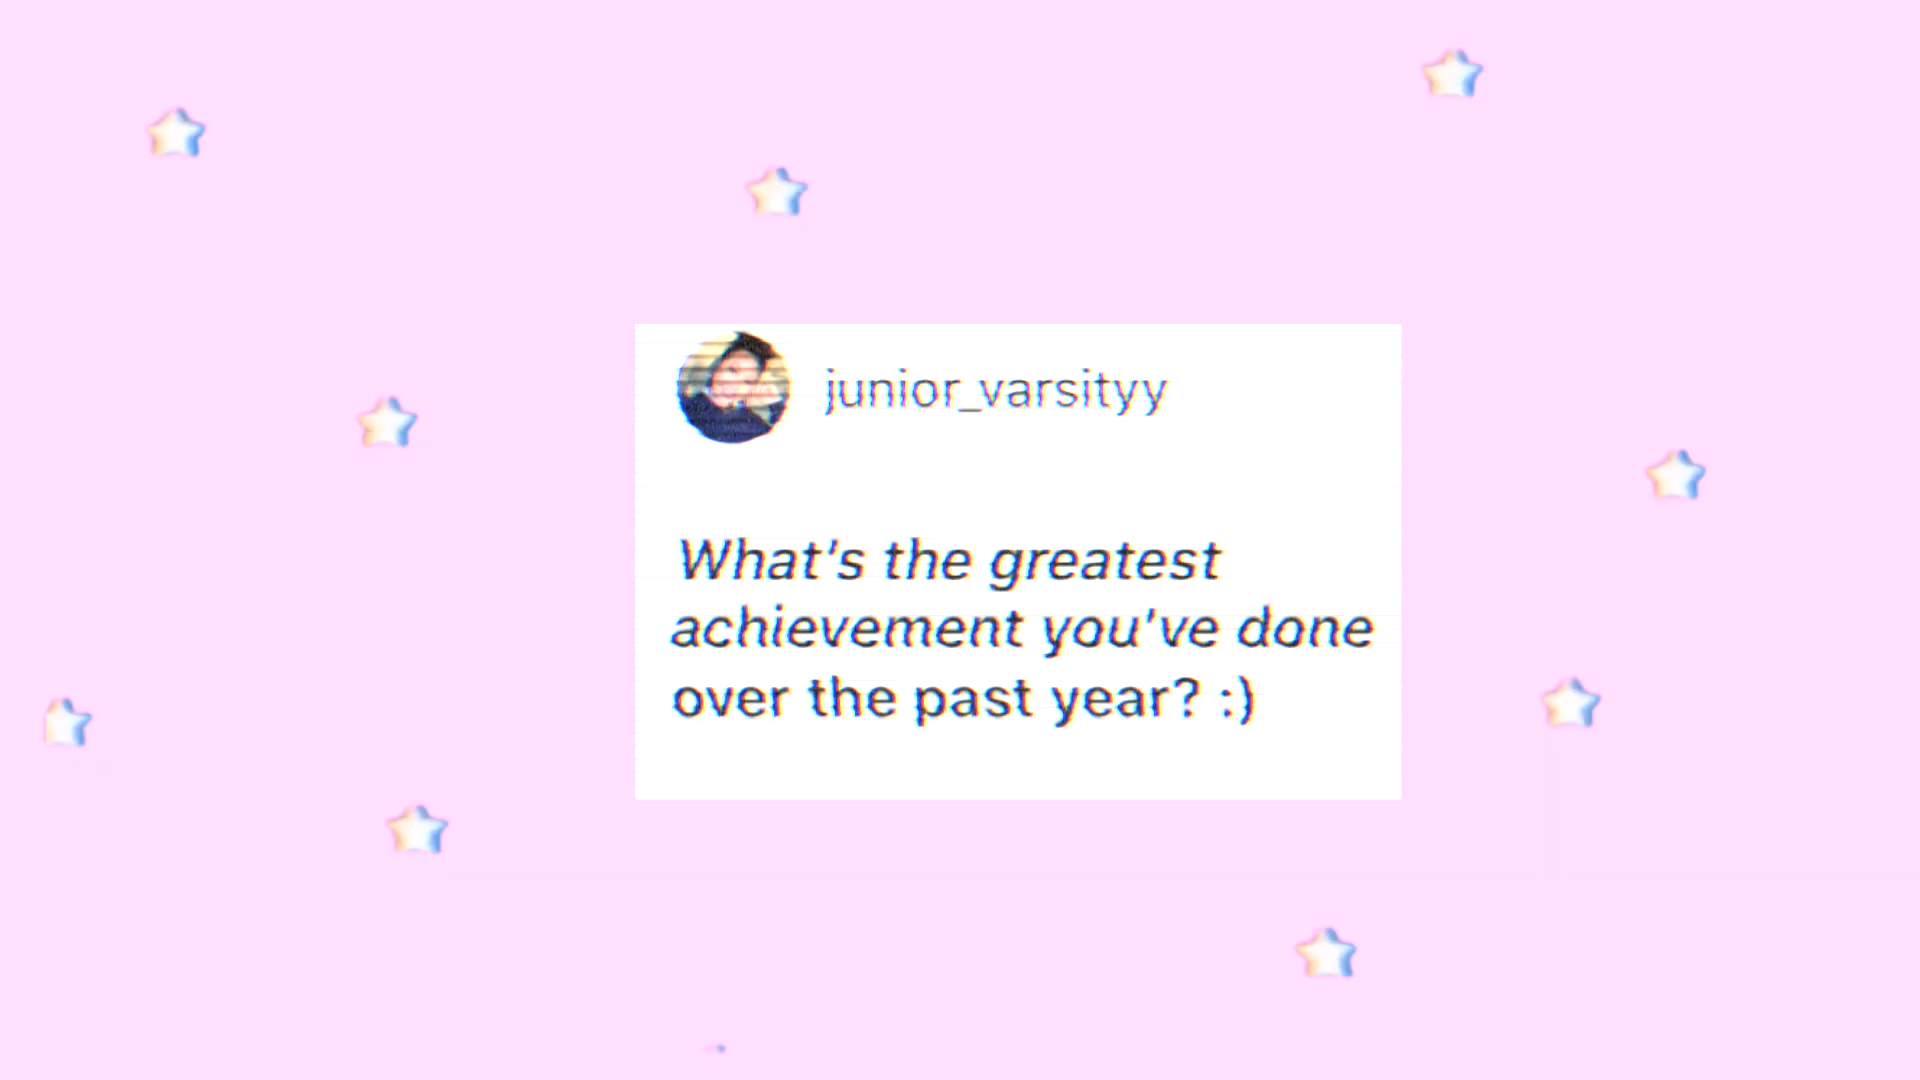 junior_varsityy
What's the greatest
achievement you've done
over the past year? :)